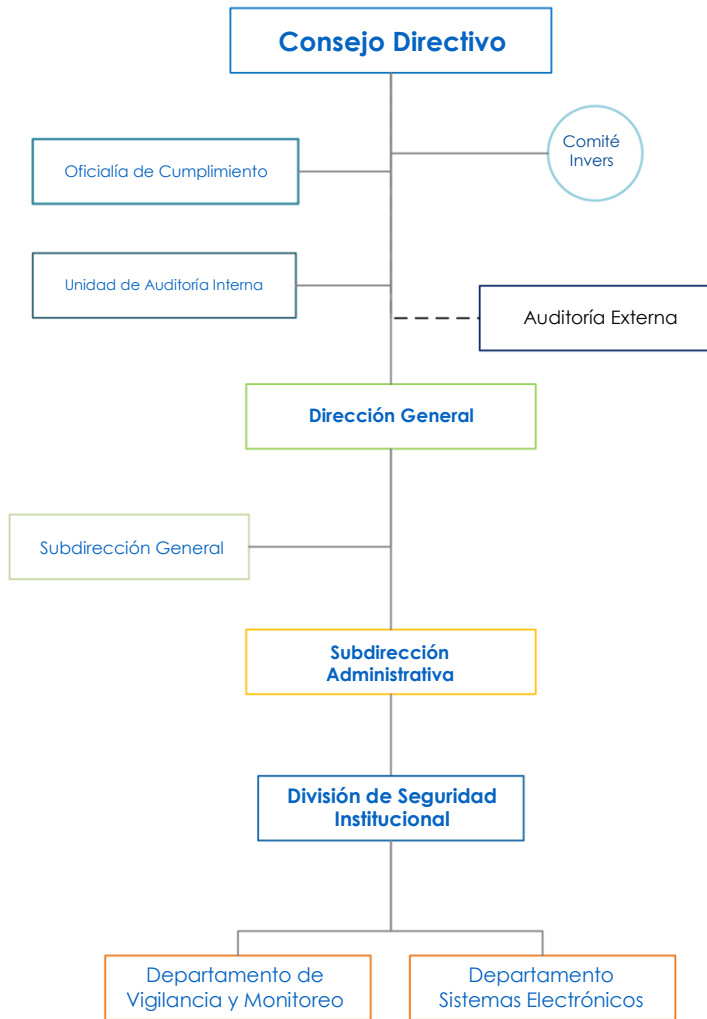 Consejo Directivo
Comité
Invers
Oficialía de Cumplimiento
Unidad de Auditoría Interna
Auditoría Externa
Dirección General
Subdirección General
Subdirección
Administrativa
División de Seguridad
Institucional
Departamento de
Vigilancia y Monitoreo
Departamento
Sistemas Electrónicos